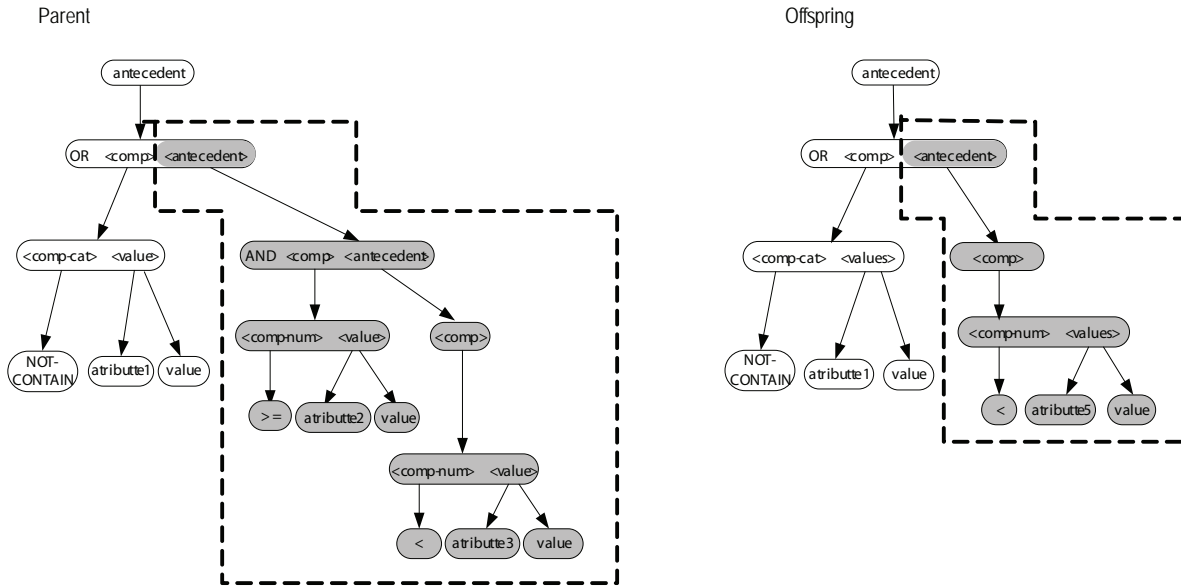 Parent
Offspring
antecedent
antecedent
OR <comp> <antecedent>
OR <comp> <antecedent>
<comp-cat> <value>
AND <comp> <antecedent>
<comp-cat> <values>
<comp>
<comp-num> <value>
<comp>
<comp-num> <values>
NOT-
CONTAIN
atributte1
value
NOT-
CONTAIN
atributte1
value
>=
atributte2
value
<
atributte5
value
<comp-num> <value>
<
atributte3
value